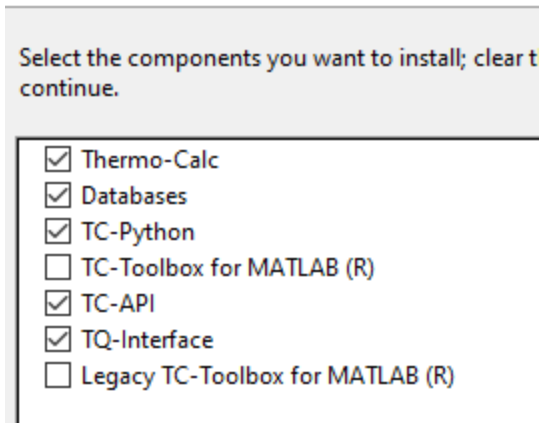 Select the components you want to install; clear t
continue.
Thermo-Calc
Databases
TC-Python
TC-Toolbox for MATLAB (R)
TC-API
TQ-Interface
Legacy TC-Toolbox for MATLAB (R)